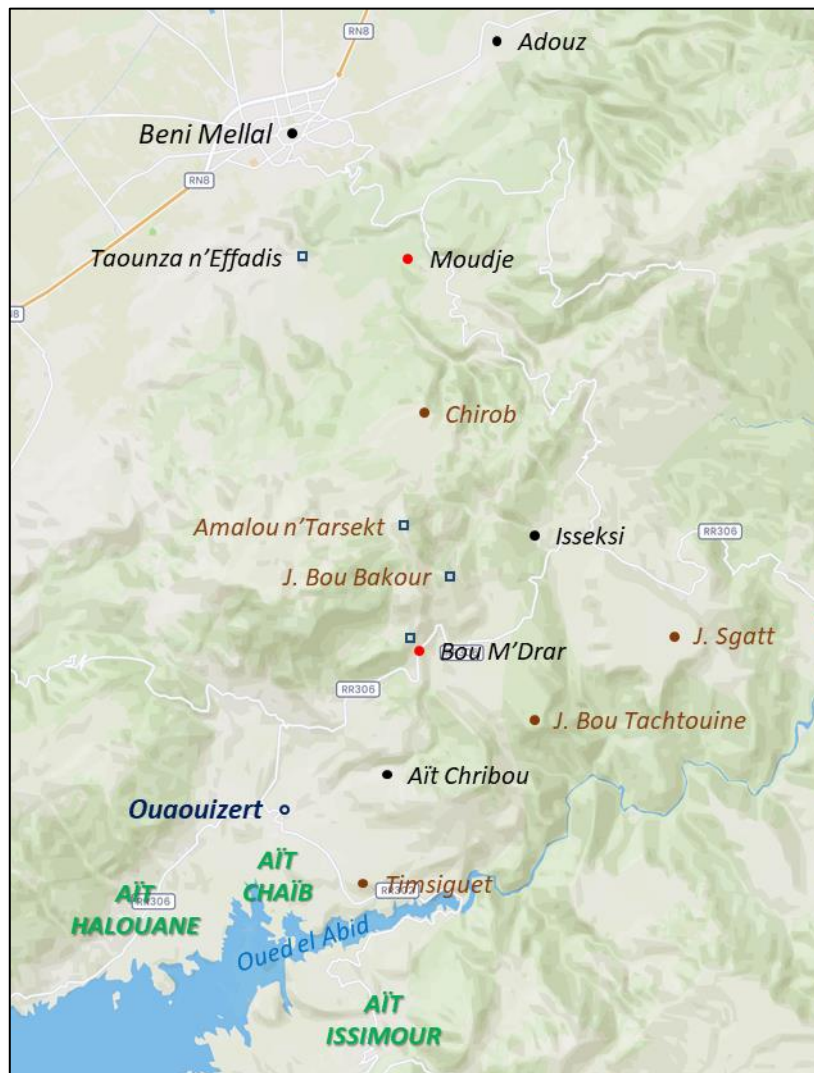 RN8
Adouz
Beni Mellal
RN8
Taounza n'Effadis
Moudje
Chirob
Amalou n'Tarsekt
Isseksi
RR306
J. Bou Bakour
J. Sgatt
Bou M'Drar
RR306
J. Bou Tachtouine
Aït Chribou
Ouaouizert
AÏT
CHAÏB
Timsiguet
RR302
AÏT
HALOUANE
RR306
Oued el Abid
AÏT
ISSIMOUR